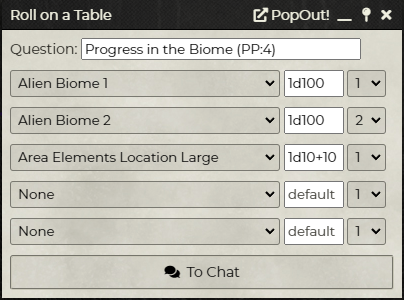 Roll on a Table PopOut!
Question: Progress in the Biome (PP:4)
Alien Biome 1 1d100 1
Alien Biome 2 1d100 2
Area Elements Location Large 1d10+10 1
None default 1
None default 1
To Chat